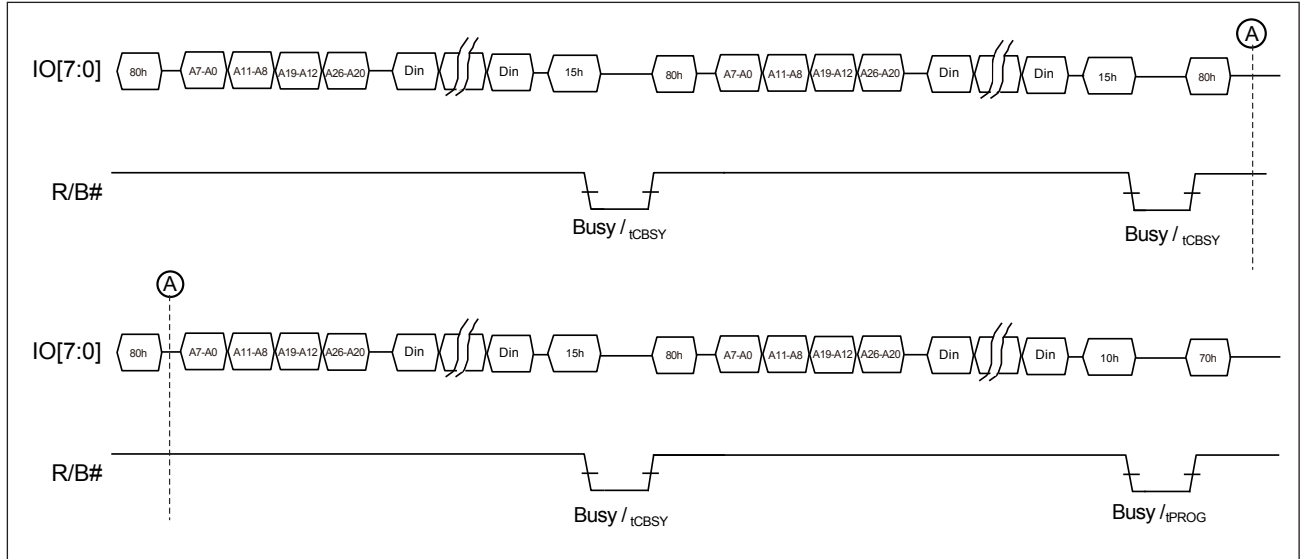 A
IO[7:0] 80h A7-A0 A11-A8 A19-A12 A26-A20 Din Din 15h 80h A7-A0 A11-A8 A19-A12 A26-A20 Din Din 15h 80h
R/B#
Busy / tCBSY Busy / tCBSY
A
IO[7:0] 80h A7-A0 A11-A8 A19-A12 A26-A20 Din Din 15h 80h A7-A0 A11-A8 A19-A12 A26-A20 Din Din 10h 70h
R/B#
Busy / tCBSY Busy /tPROG